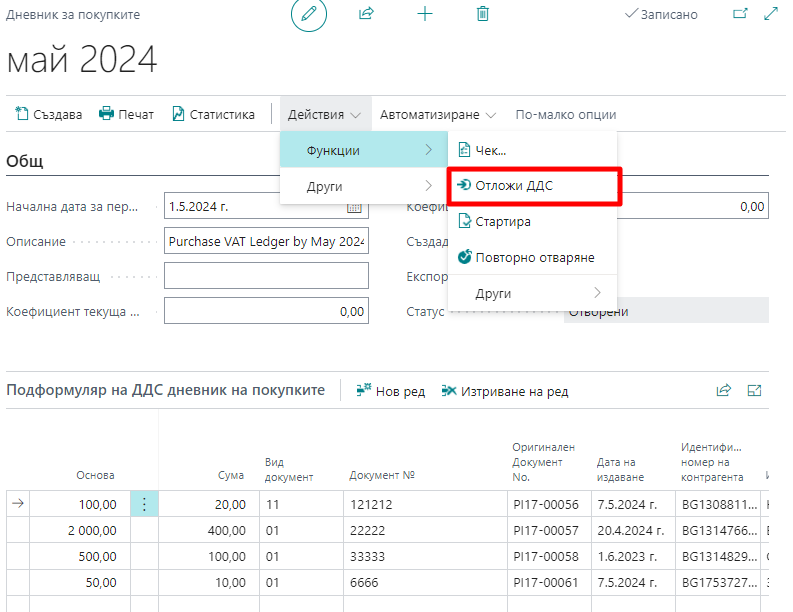 Дневник за покупките
Записано
май 2024
Създава Печат Статистика Действия Автоматизиране По-малко опции
Функции
Други
Чек...
Отложи ДДС
Стартира
Повторно отваряне
Други
Общ
Начална дата за пер... 1.5.2024 г. 0,00
Описание Purchase VAT Ledger by May 2024
Представляващ
Коефициент текуща ... 0,00
Статус Отворени
Подформуляр на ДДС дневник на покупките Нов ред Изтриване на ред
Основа Сума Вид документ Документ № Оригинален Документ No. Дата на издаване Идентифи... номер на контрагента
100,00 20,00 11 121212 PI17-00056 7.5.2024 г. BG1308811...
2 000,00 400,00 01 22222 PI17-00057 20.4.2024 г. BG1314766...
500,00 100,00 01 33333 PI17-00058 1.6.2023 г. BG1314829...
50,00 10,00 01 6666 PI17-00061 7.5.2024 г. BG1753727...